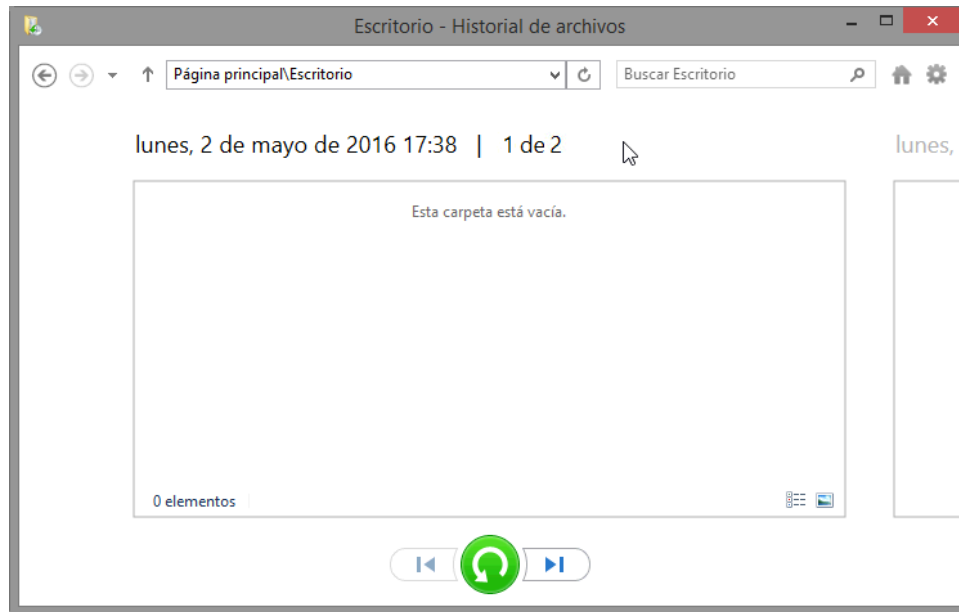 Escritorio - Historial de archivos
Página principal\Escritorio
Buscar Escritorio
lunes, 2 de mayo de 2016 17:38 | 1 de 2
lunes,
Esta carpeta está vacía.
0 elementos